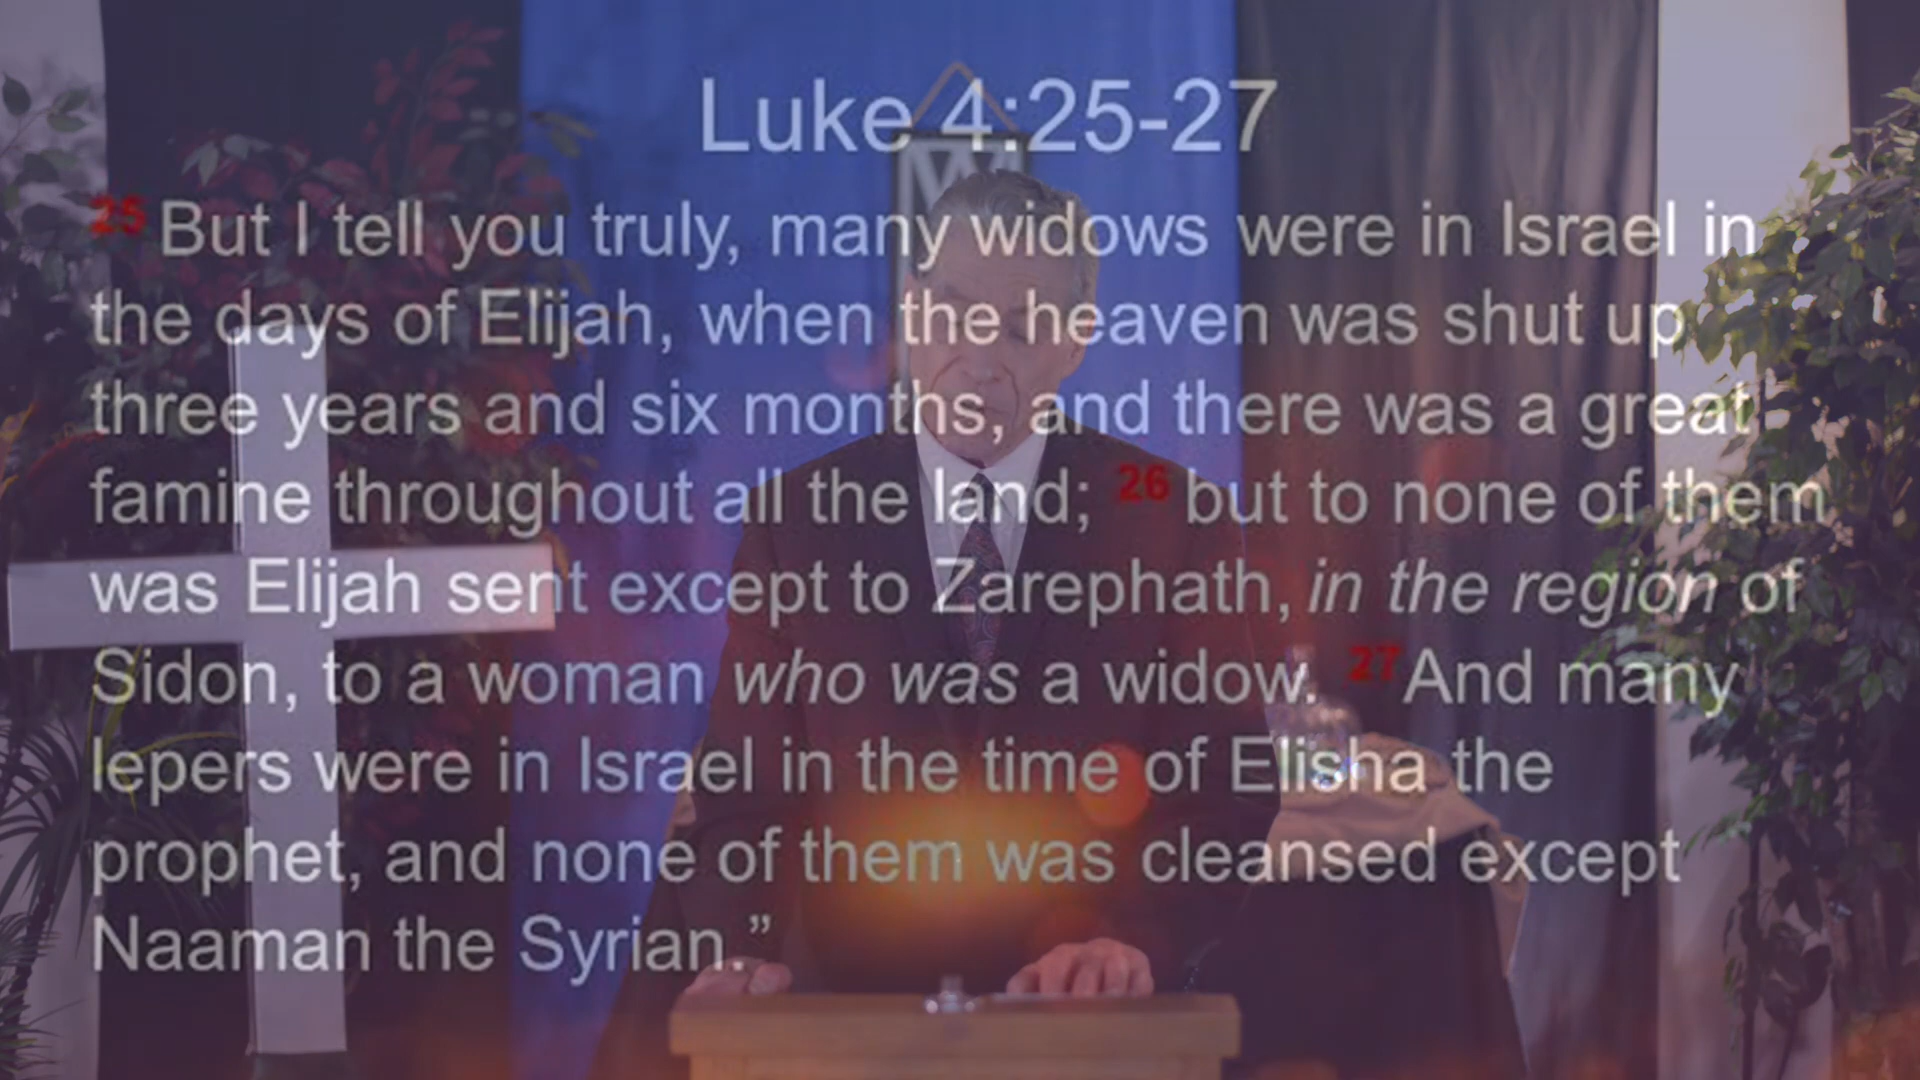 Luke 4:25-27
25 But I tell you truly, many widows were in Israel in
the days of Elijah, when the heaven was shut up
three years and six months, and there was a great
famine throughout all the land; 26 but to none of them
was Elijah sent except to Zarephath, in the region of
Sidon, to a woman who was a widow. 27 And many
lepers were in Israel in the time of Elisha the
prophet, and none of them was cleansed except
Naaman the Syrian.”